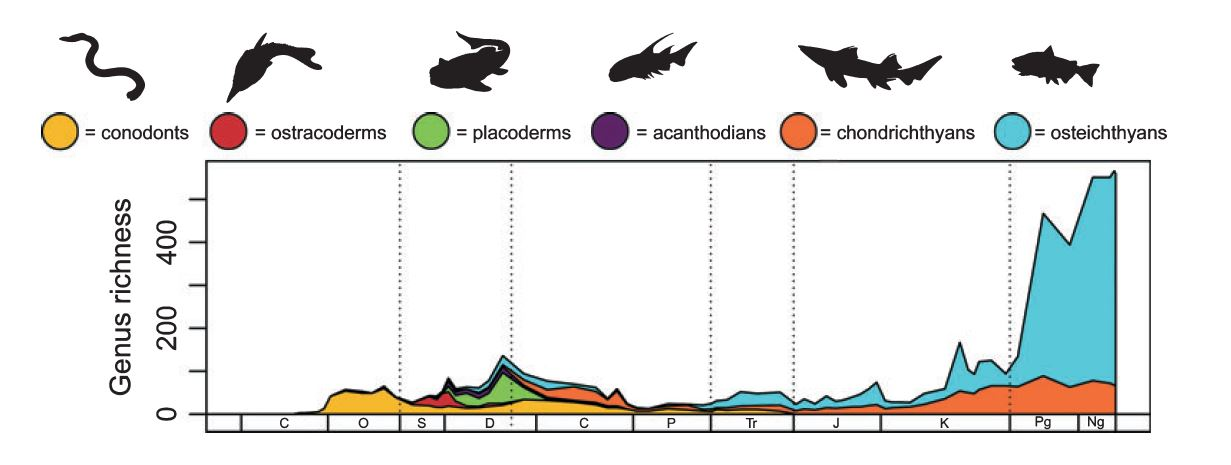 = conodonts = ostracoderms = placoderms = acanthodians = chondrichthyans = osteichthyans
Genus richness
400
200
0
C O S D C P Tr J K Pg Ng